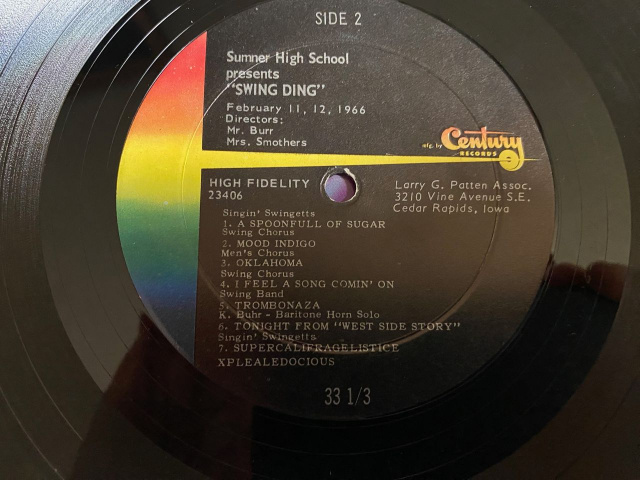 SIDE 2
Sumner High School
presents
"SWING DING"
February 11, 12, 1966
Directors:
Mr. Burr
Mrs. Smothers
mfg. by Century
RECORDS
HIGH FIDELITY
23406
Larry G. Patten Assoc.
3210 Vine Avenue S.E.
Cedar Rapids, Iowa
Singin' Swingetts
1. A SPOONFULL OF SUGAR
Swing Chorus
2. MOOD INDIGO
Men's Chorus
3. OKLAHOMA
Swing Chorus
4. I FEEL A SONG COMIN' ON
Swing Band
5. TROMBONAZA
K. Buhr - Baritone Horn Solo
6. TONIGHT FROM "WEST SIDE STORY"
Singin' Swingetts
7. SUPERCALIFRAGELISTICE
XPLEALEDOCIOUS
33 1/3